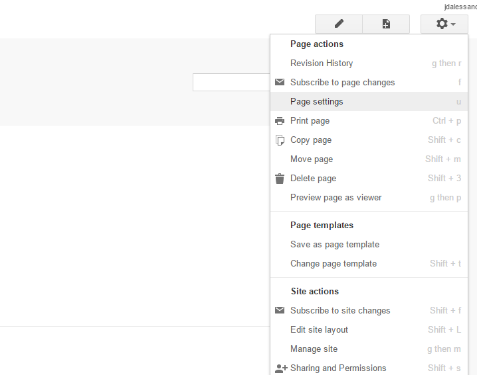 jdalessan
Page actions
Revision History g then r
Subscribe to page changes f
Page settings u
Print page Ctrl + p
Copy page Shift + c
Move page Shift + m
Delete page Shift + 3
Preview page as viewer g then p
Page templates
Save as page template
Change page template Shift + t
Site actions
Subscribe to site changes Shift + f
Edit site layout Shift + L
Manage site g then m
Sharing and Permissions Shift + s